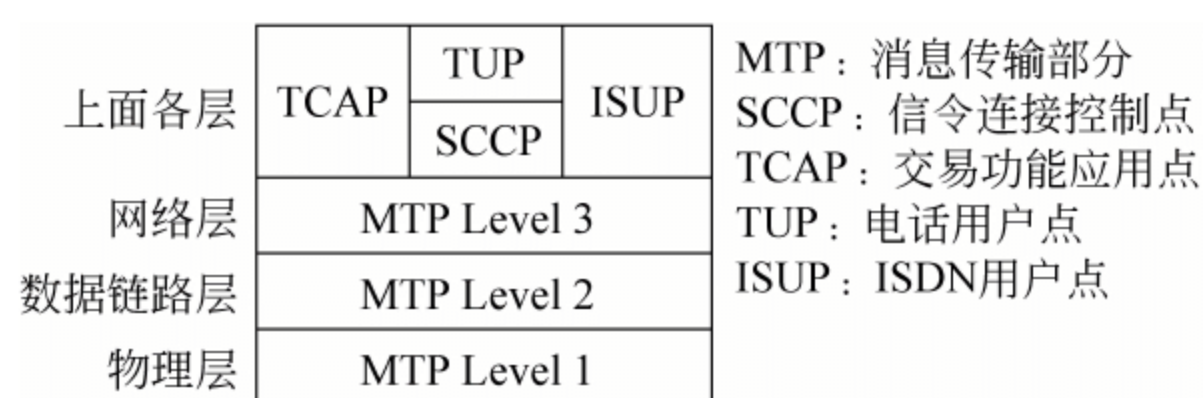 上面各层
TCAP
TUP
SCCP
ISUP
网络层
MTP Level 3
数据链路层
MTP Level 2
物理层
MTP Level 1
MTP：消息传输部分
SCCP：信令连接控制点
TCAP：交易功能应用点
TUP：电话用户点
ISUP：ISDN用户点